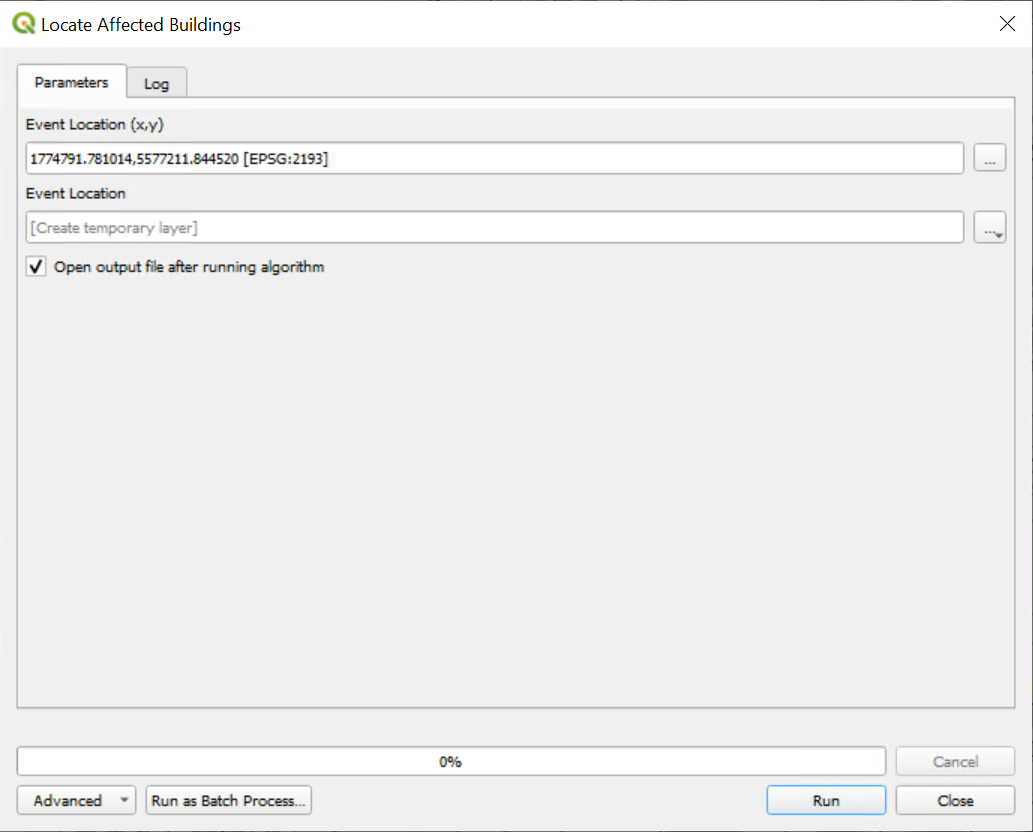 Locate Affected Buildings
Parameters
Log
Event Location (x,y)
1774791.781014,5577211.844520 [EPSG:2193]
...
Event Location
[Create temporary layer]
...
Open output file after running algorithm
0%
Cancel
Advanced
Run as Batch Process...
Run
Close